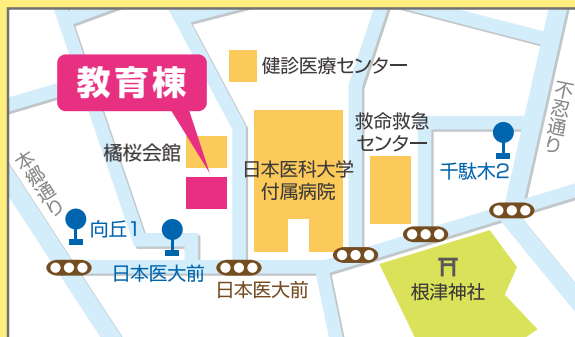 健診医療センター
教育棟
不忍通り
救命救急
センター
橘桜会館
日本医科大学
付属病院
千駄木2
本郷通り
向丘1
日本医大前
日本医大前
根津神社